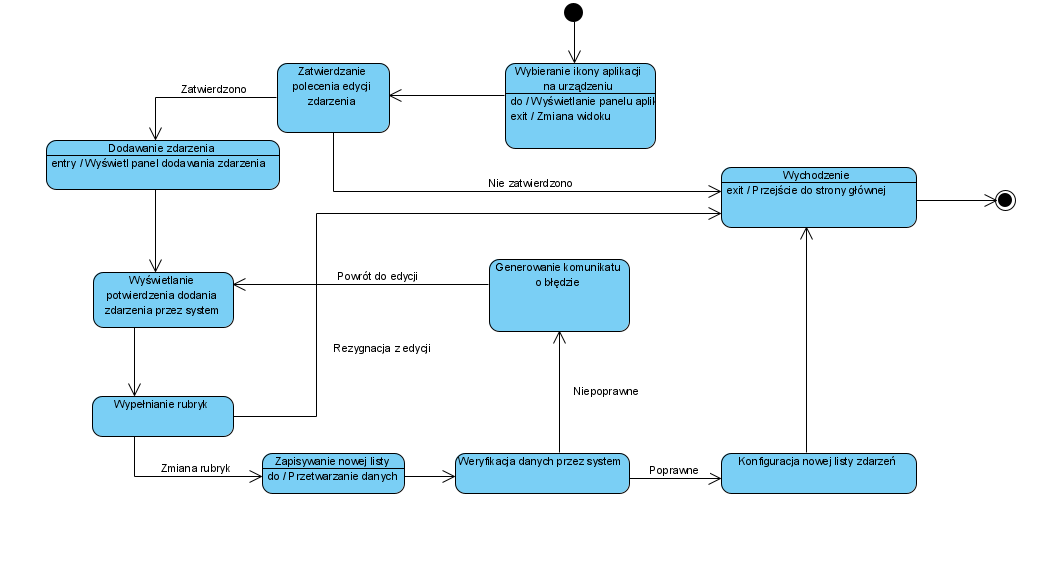 Wybieranie ikony aplikacji
na urządzeniu
do / Wyświetlanie panelu aplik
exit / Zmiana widoku
Zatwierdzanie
polecenia edycji
zdarzenia
Zatwierdzono
Dodawanie zdarzenia
entry / Wyświetl panel dodawania zdarzenia
Nie zatwierdzono
Wychodzenie
exit / Przejście do strony głównej
Wyświetlanie
potwierdzenia dodania
zdarzenia przez system
Powrót do edycji
Generowanie komunikatu
o błędzie
Rezygnacja z edycji
Niepoprawne
Wypełnianie rubryk
Zmiana rubryk
Zapisywanie nowej listy
do / Przetwarzanie danych
Weryfikacja danych przez system
Poprawne
Konfiguracja nowej listy zdarzeń